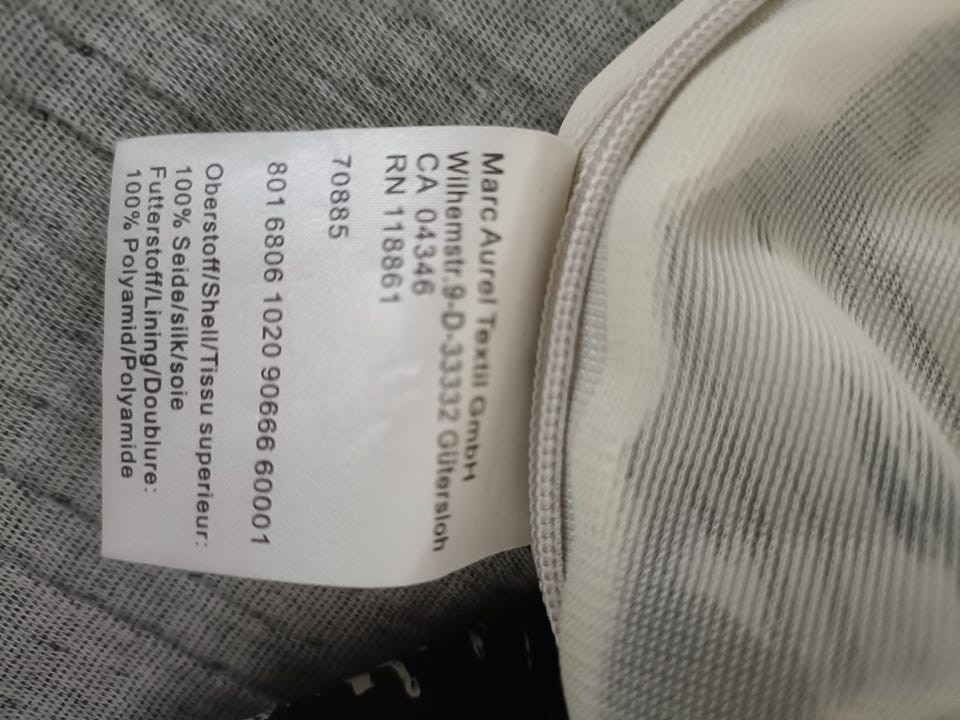 Marc Aurel Textil GmbH
Wilhemstr.9-D-33332 Gütersloh
CA 04346
RN 118861
70885
801 6806 1020 90666 60001
Oberstoff/Shell/Tissu superieur:
100% Seide/silk/soie
Futterstoff/Lining/Doublure:
100% Polyamid/Polyamide